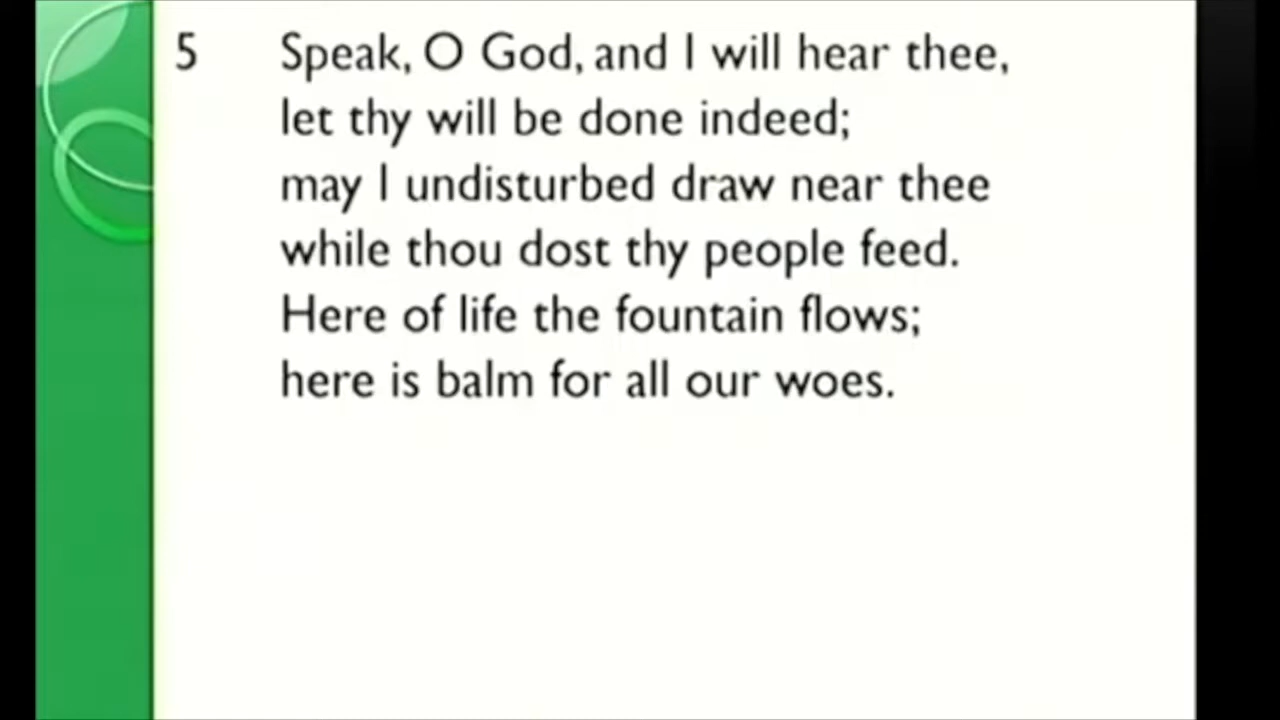 5 Speak, O God, and I will hear thee,
let thy will be done indeed;
may I undisturbed draw near thee
while thou dost thy people feed.
Here of life the fountain flows;
here is balm for all our woes.